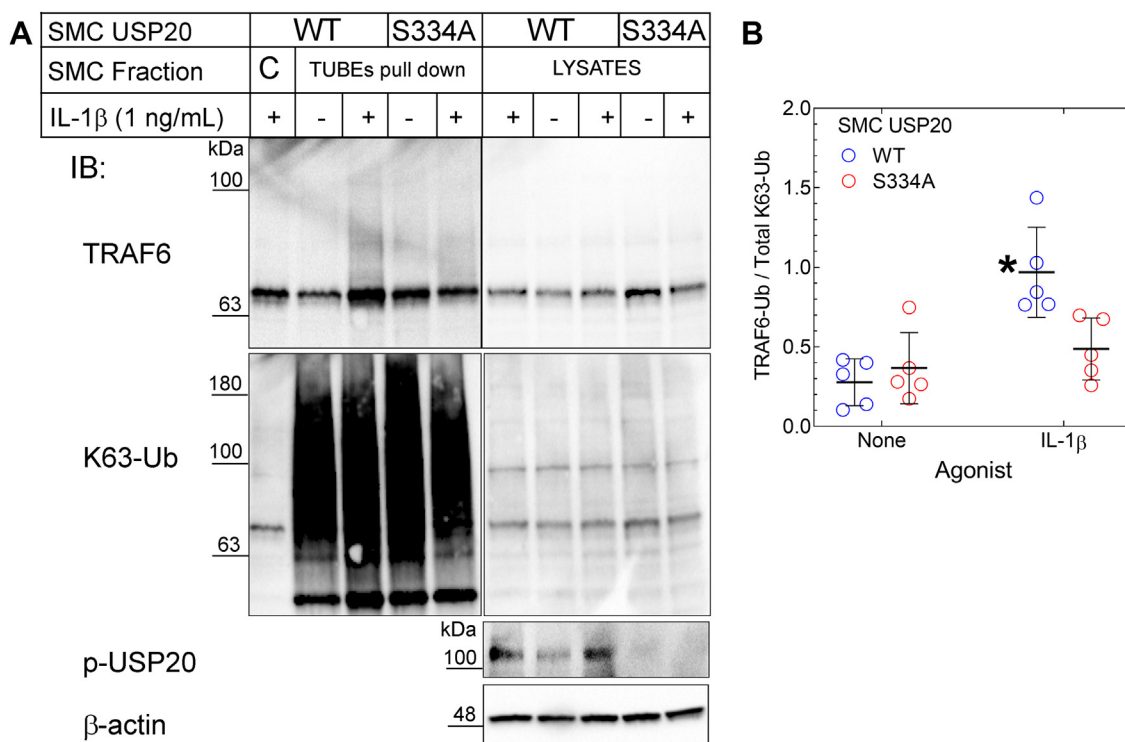 A
SMC USP20 WT S334A WT S334A
SMC Fraction C TUBEs pull down LYSATES
IL-1β (1 ng/mL) + - + - + + - + - +
IB:
kDa
100
TRAF6
63
180
K63-Ub
100
63
kDa
p-USP20
100
β-actin
48
B
TRAF6-Ub / Total K63-Ub
2.0
1.5
1.0
0.5
0.0
SMC USP20
WT
S334A
*
None IL-1β
Agonist